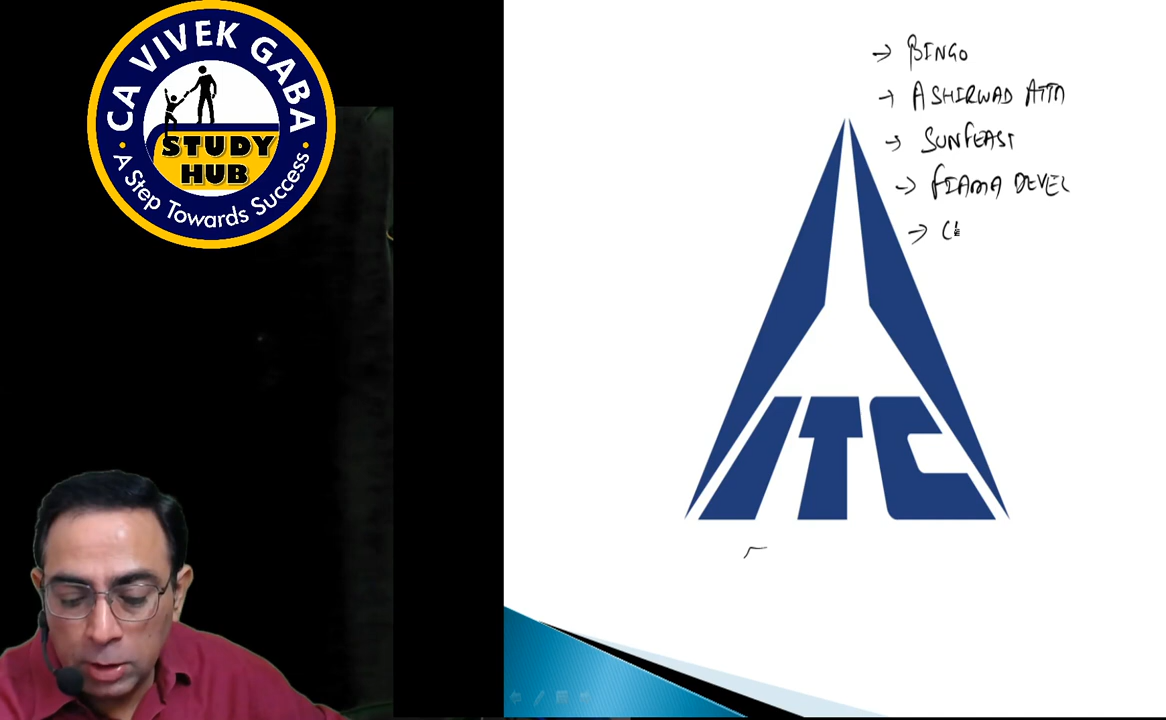 CA VIVEK GABA
STUDY
HUB
A Step Towards Success
→ BINGO
→ ASHIRWAD ATTA
→ SUNFEAST
→ FIAMA DEVEL
→ C
ITC